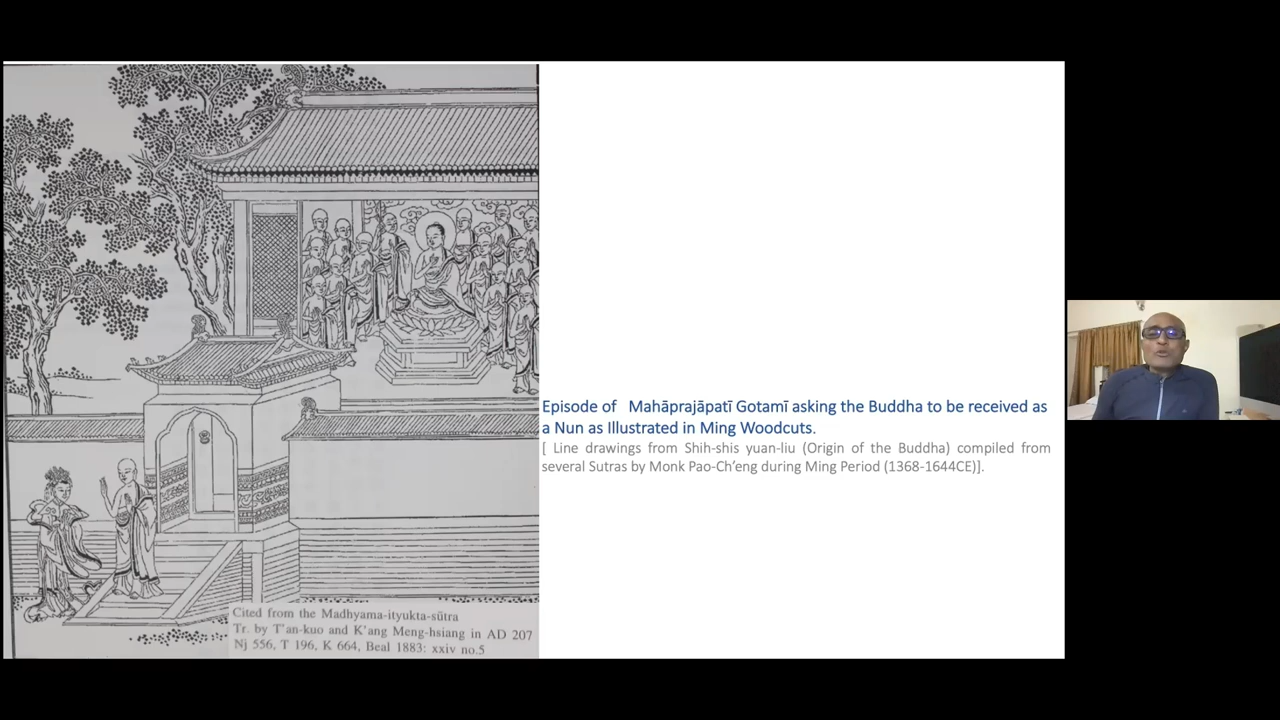 Episode of Mahāprajāpatī Gotamī asking the Buddha to be received as
a Nun as Illustrated in Ming Woodcuts.
[ Line drawings from Shih-shis yuan-liu (Origin of the Buddha) compiled from
several Sutras by Monk Pao-Ch’eng during Ming Period (1368-1644CE)].
Cited from the Madhyama-ityukta-sūtra
Tr. by T'an-kuo and K'ang Meng-hsiang in AD 207
Nj 556, T 196, K 664, Beal 1883: xxiv no.5